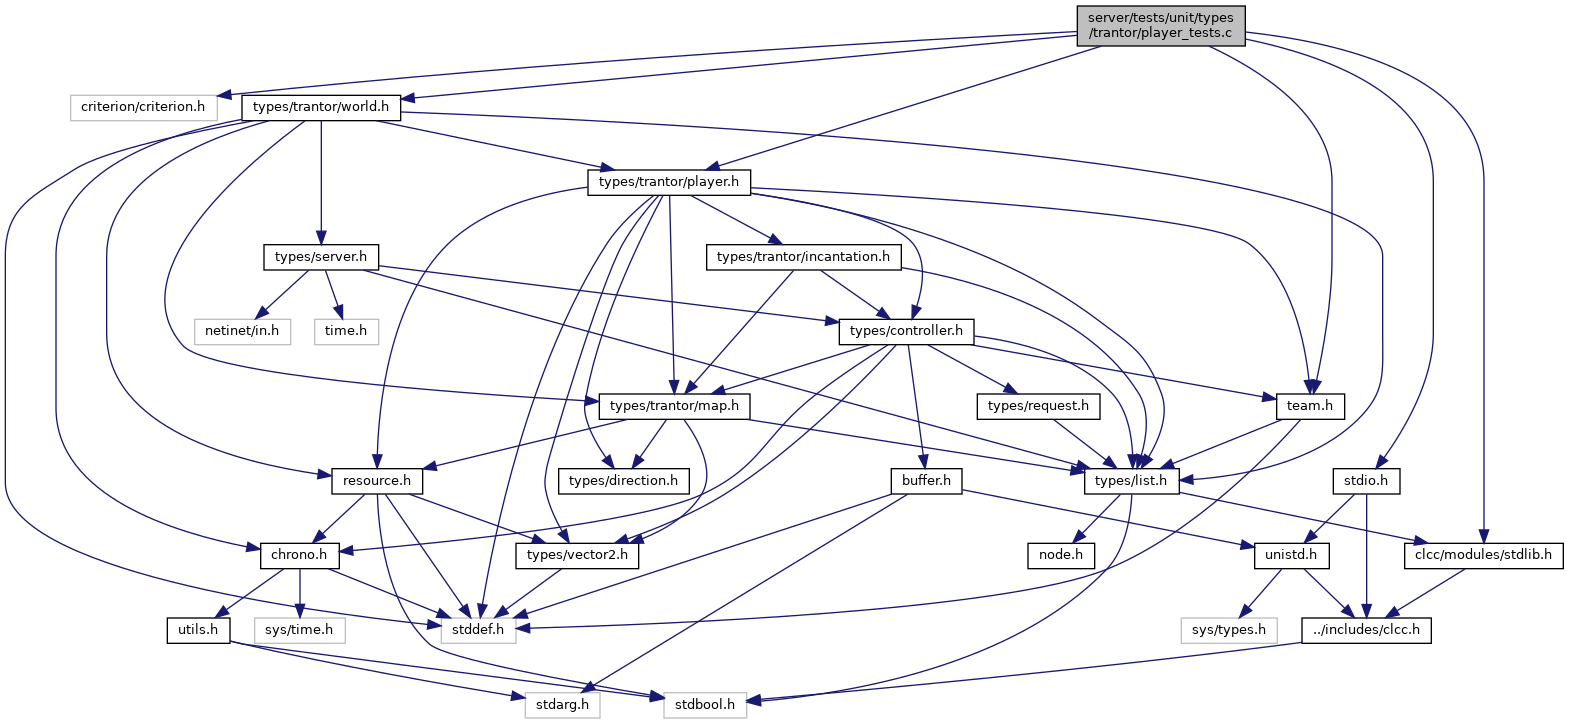 server/tests/unit/types
/trantor/player_tests.c
criterion/criterion.h
types/trantor/world.h
types/trantor/player.h
types/server.h
types/trantor/incantation.h
netinet/in.h
time.h
types/controller.h
types/trantor/map.h
types/request.h
team.h
resource.h
types/direction.h
buffer.h
types/list.h
stdio.h
chrono.h
types/vector2.h
node.h
unistd.h
clcc/modules/stdlib.h
utils.h
sys/time.h
stddef.h
sys/types.h
../includes/clcc.h
stdarg.h
stdbool.h